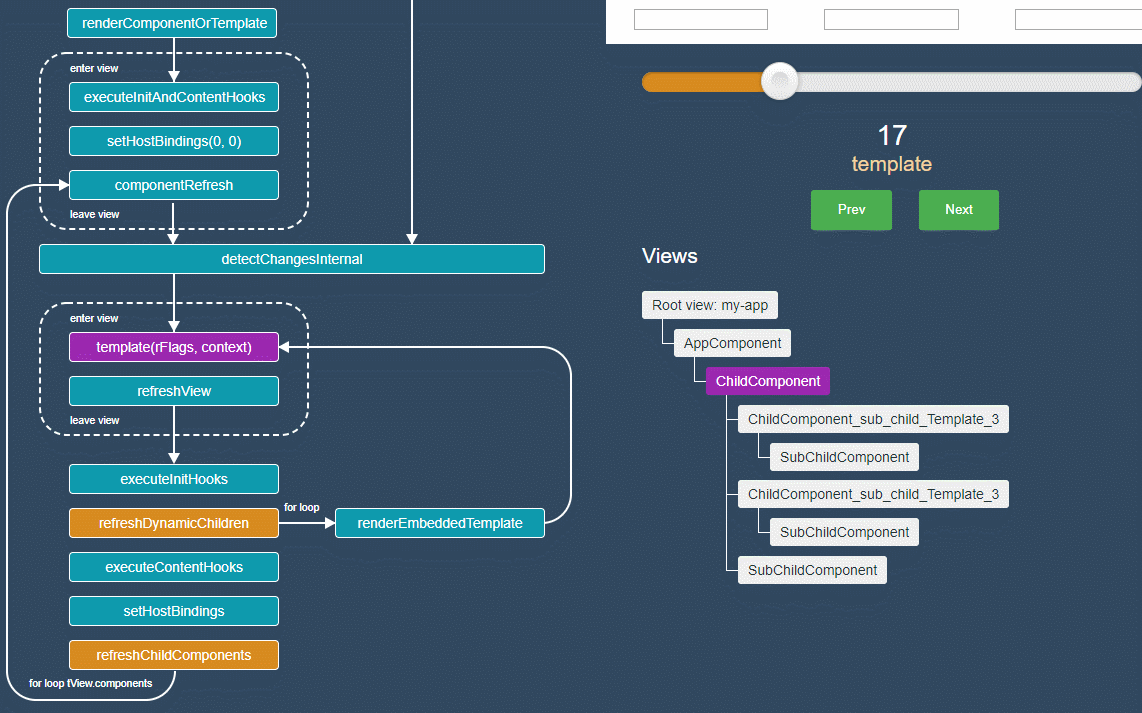 renderComponentOrTemplate
enter view
executeInitAndContentHooks
setHostBindings(0, 0)
componentRefresh
leave view
detectChangesInternal
enter view
template(rFlags, context)
refreshView
leave view
executeInitHooks
refreshDynamicChildren
for loop
renderEmbeddedTemplate
executeContentHooks
setHostBindings
refreshChildComponents
for loop tView.components
17
template
Prev
Next
Views
Root view: my-app
AppComponent
ChildComponent
ChildComponent_sub_child_Template_3
SubChildComponent
ChildComponent_sub_child_Template_3
SubChildComponent
SubChildComponent